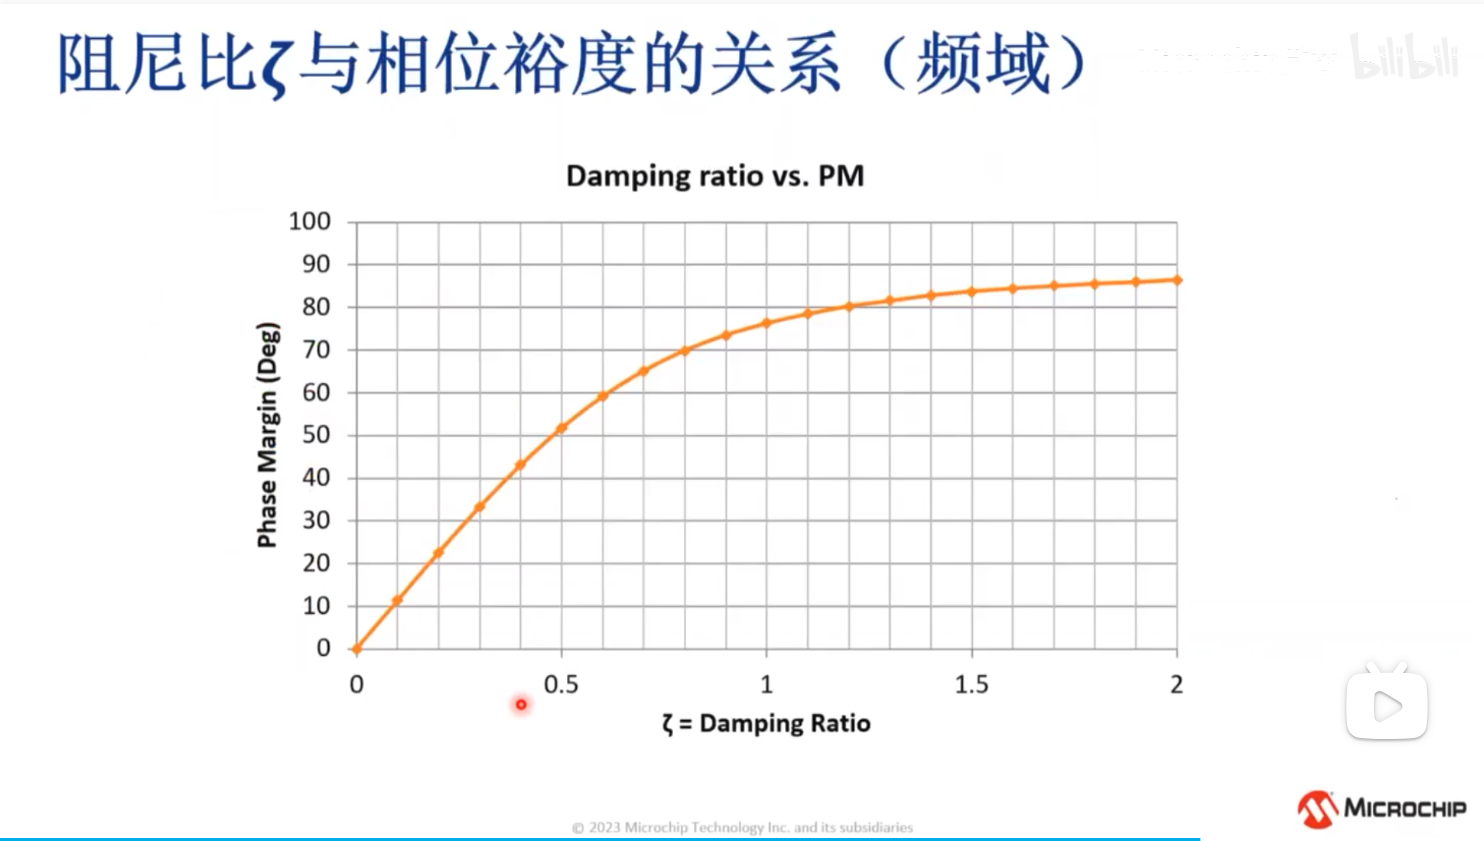 阻尼比ζ与相位裕度的关系（频域）
bilibili
Damping ratio vs. PM
100
90
80
70
60
50
40
30
20
10
0
Phase Margin (Deg)
0 0.5 1 1.5 2
ζ = Damping Ratio
MICROCHIP
© 2023 Microchip Technology Inc. and its subsidiaries